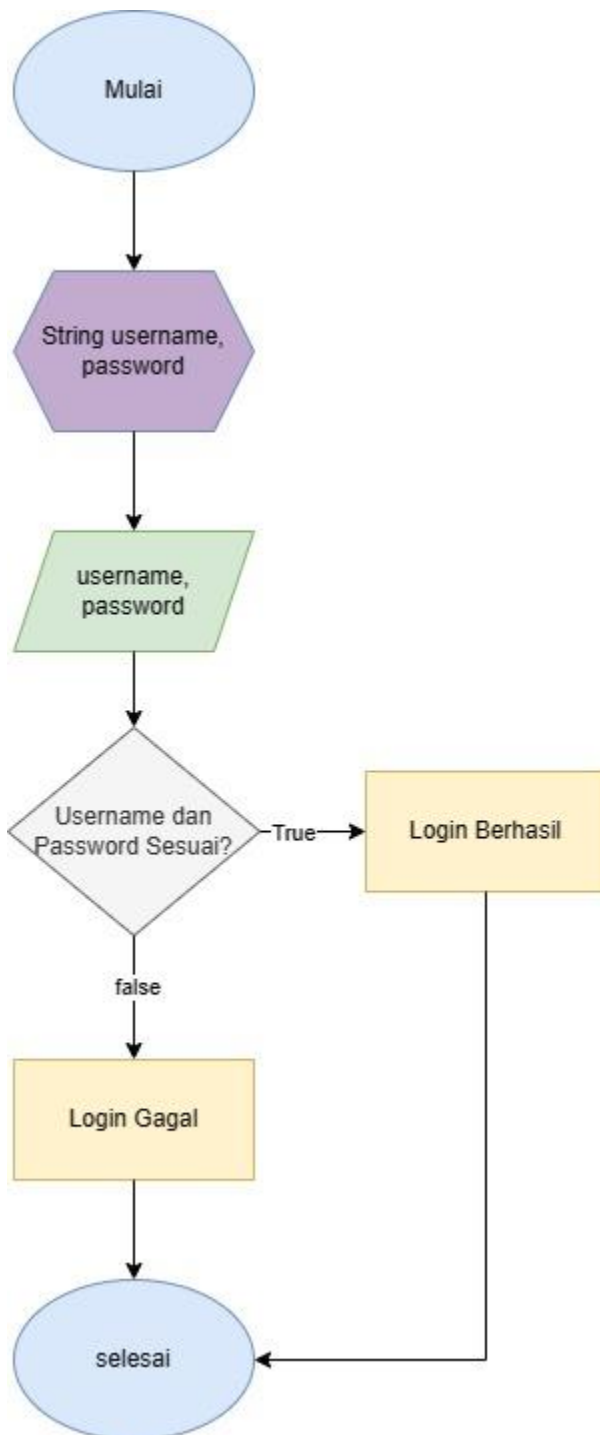 Mulai
String username,
password
username,
password
Username dan
Password Sesuai?
True
Login Berhasil
false
Login Gagal
selesai